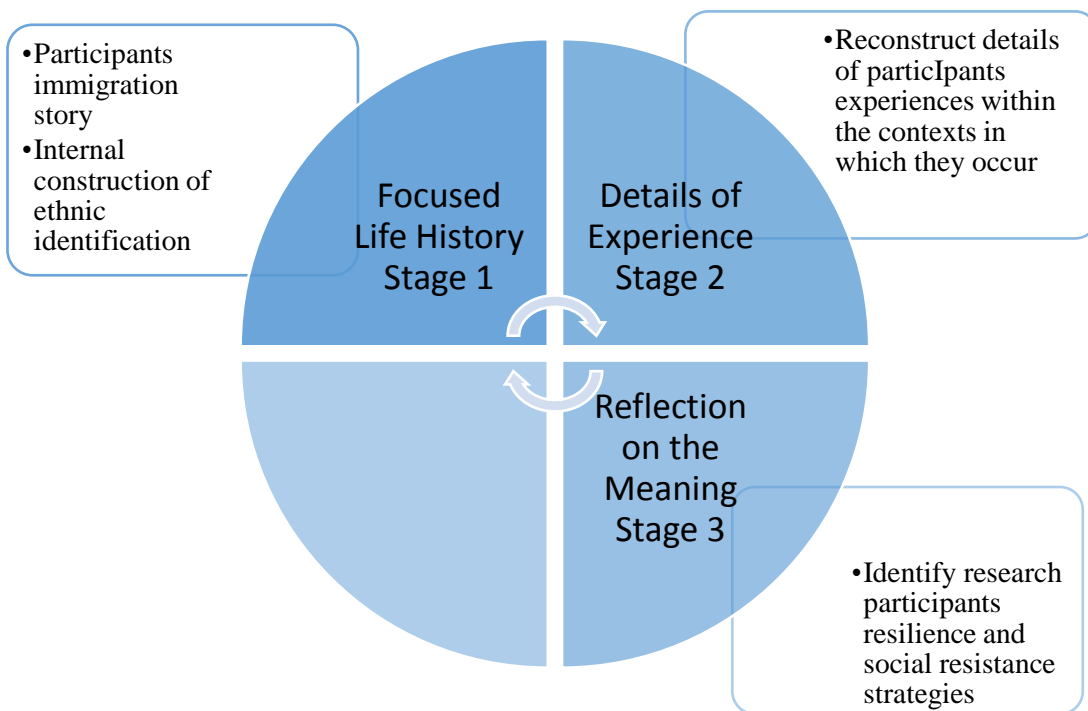 •Participants
immigration
story
•Internal
construction of
ethnic
identification
Focused
Life History
Stage 1
•Reconstruct details
of particIpants
experiences within
the contexts in
which they occur
Details of
Experience
Stage 2
Reflection
on the
Meaning
Stage 3
•Identify research
participants
resilience and
social resistance
strategies